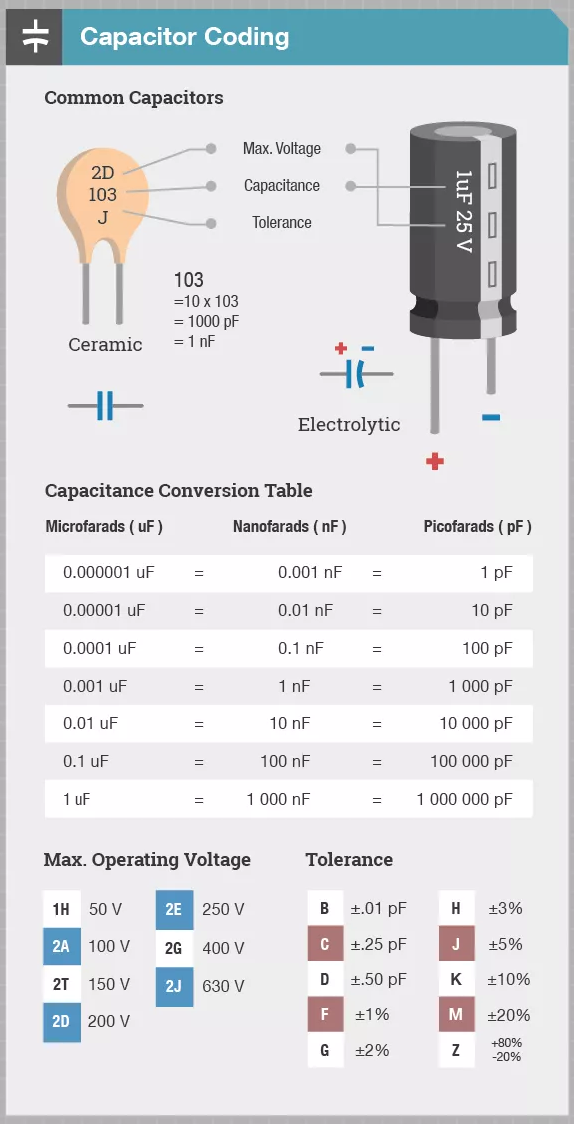 Capacitor Coding
Common Capacitors
2D
103
J
Max. Voltage
Capacitance
Tolerance
1uF 25 V
103
=10 x 103
= 1000 pF
= 1 nF
Ceramic
+ −
Electrolytic
−
+
Capacitance Conversion Table
Microfarads ( uF ) Nanofarads ( nF ) Picofarads ( pF )
0.000001 uF = 0.001 nF = 1 pF
0.00001 uF = 0.01 nF = 10 pF
0.0001 uF = 0.1 nF = 100 pF
0.001 uF = 1 nF = 1 000 pF
0.01 uF = 10 nF = 10 000 pF
0.1 uF = 100 nF = 100 000 pF
1 uF = 1 000 nF = 1 000 000 pF
Max. Operating Voltage
1H 50 V 2E 250 V
2A 100 V 2G 400 V
2T 150 V 2J 630 V
2D 200 V
Tolerance
B ±.01 pF H ±3%
C ±.25 pF J ±5%
D ±.50 pF K ±10%
F ±1% M ±20%
G ±2% Z +80%
-20%